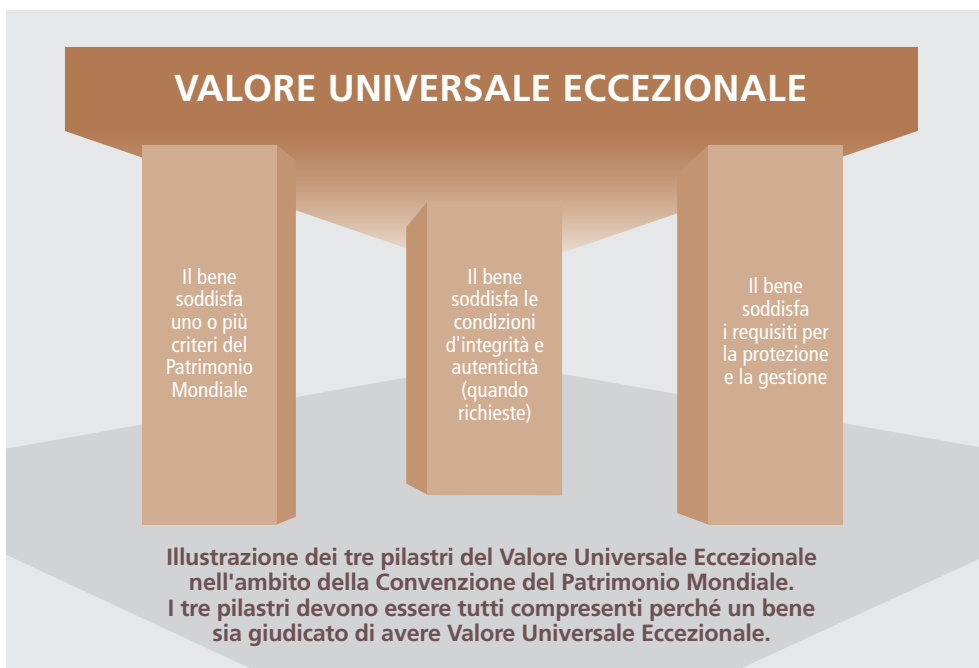 VALORE UNIVERSALE ECCEZIONALE
Il bene
soddisfa
uno o più
criteri del
Patrimonio
Mondiale
Il bene
soddisfa le
condizioni
d'integrità e
autenticità
(quando
richieste)
Il bene
soddisfa
i requisiti per
la protezione
e la gestione
Illustrazione dei tre pilastri del Valore Universale Eccezionale
nell'ambito della Convenzione del Patrimonio Mondiale.
I tre pilastri devono essere tutti compresenti perché un bene
sia giudicato di avere Valore Universale Eccezionale.